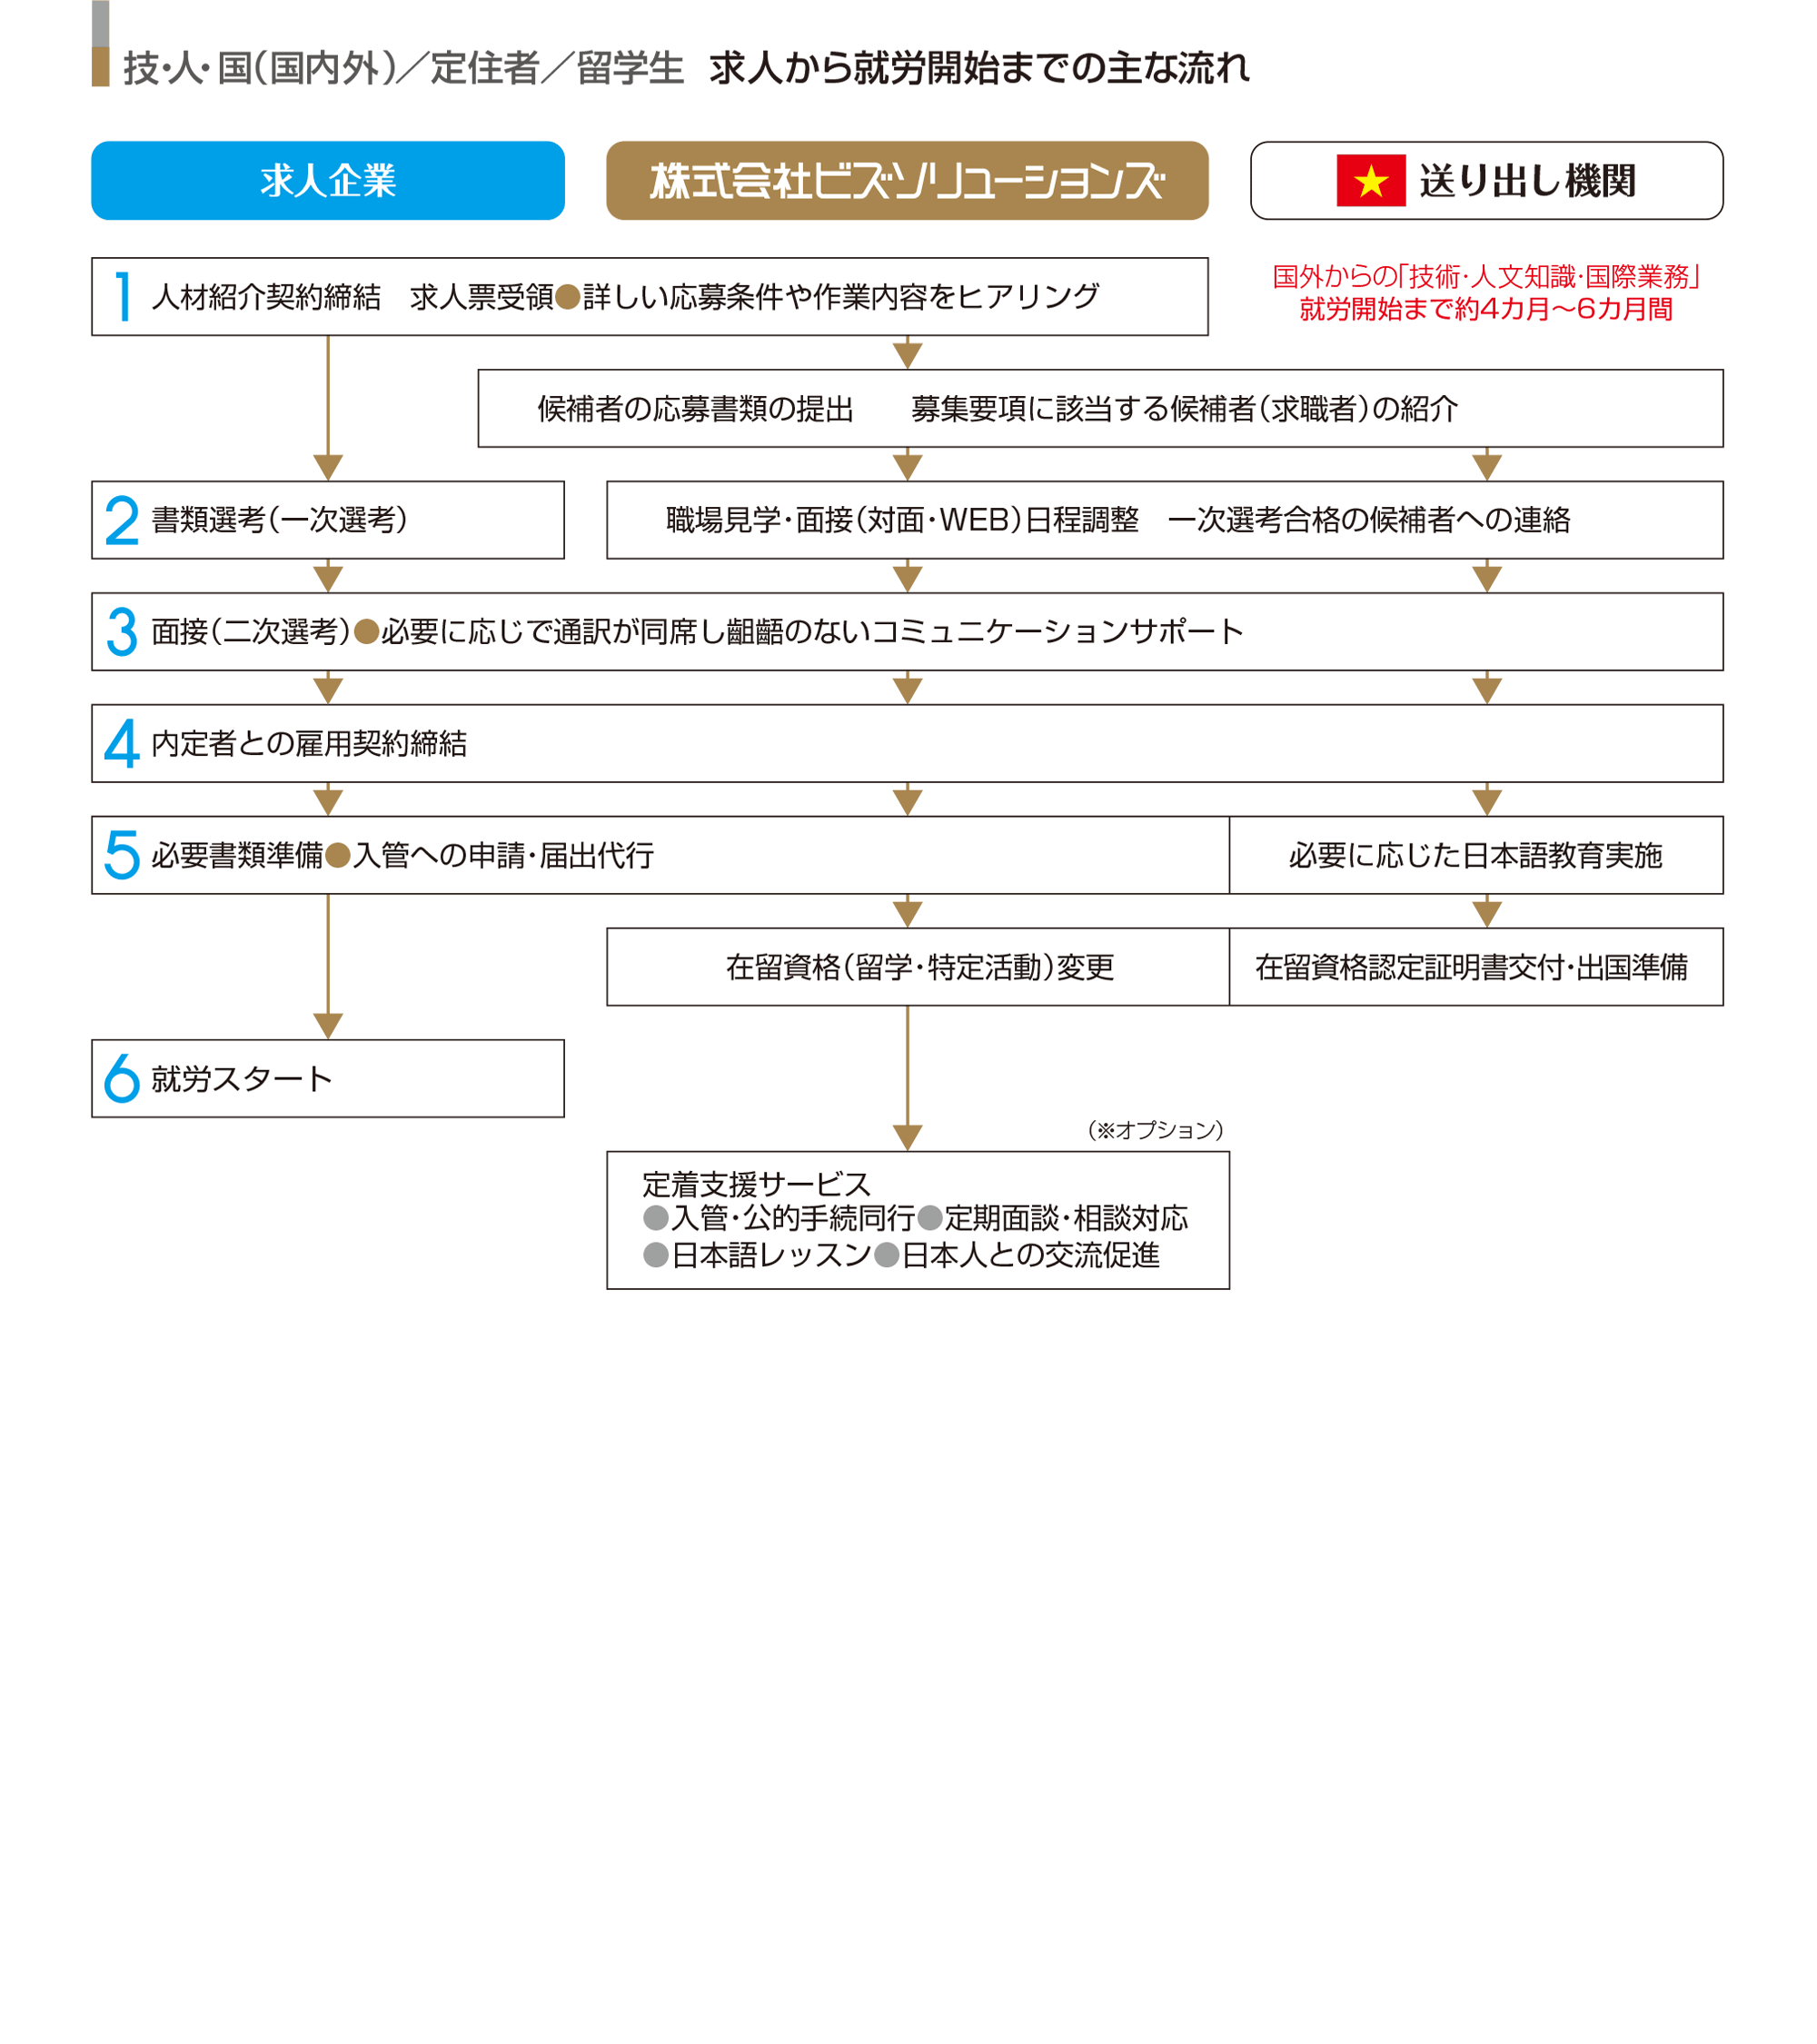 技・人・国（国内外）／定住者／留学生 求人から就労開始までの主な流れ
求人企業
株式会社ビズソリューションズ
送り出し機関
国外からの「技術・人文知識・国際業務」
就労開始まで約4カ月〜6カ月間
1 人材紹介契約締結　求人票受領●詳しい応募条件や作業内容をヒアリング
候補者の応募書類の提出　　募集要項に該当する候補者（求職者）の紹介
2 書類選考（一次選考）
職場見学・面接（対面・WEB）日程調整　一次選考合格の候補者への連絡
3 面接（二次選考）●必要に応じで通訳が同席し齟齬のないコミュニケーションサポート
4 内定者との雇用契約締結
5 必要書類準備●入管への申請・届出代行
必要に応じた日本語教育実施
在留資格（留学・特定活動）変更
在留資格認定証明書交付・出国準備
6 就労スタート
（※オプション）
定着支援サービス
●入管・公的手続同行●定期面談・相談対応
●日本語レッスン●日本人との交流促進